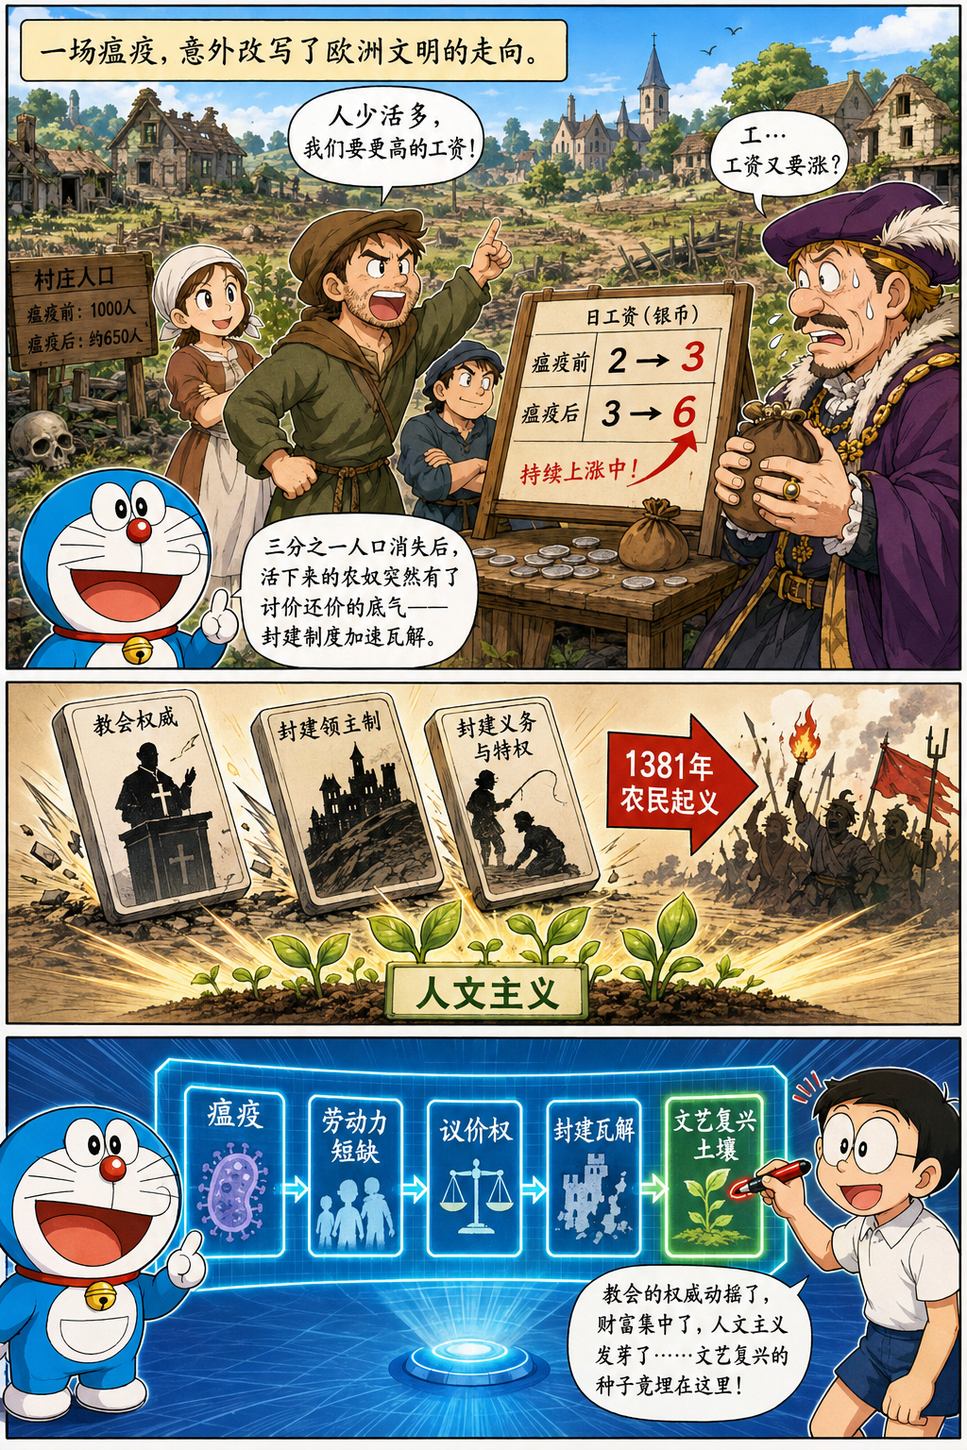 一场瘟疫，意外改写了欧洲文明的走向。
人少活多，
我们要更高的工资！
工…
工资又要涨？
村庄人口
瘟疫前：1000人
瘟疫后：约650人
日工资（银币）
瘟疫前 2 → 3
瘟疫后 3 → 6
持续上涨中！
三分之一人口消失后，
活下来的农奴突然有了
讨价还价的底气——
封建制度加速瓦解。
教会权威
封建领主制
封建义务
与特权
1381年
农民起义
人文主义
瘟疫
劳动力
短缺
议价权
封建瓦解
文艺复兴
土壤
教会的权威动摇了，
财富集中了，人文主义
发芽了……文艺复兴的
种子竟埋在这里！